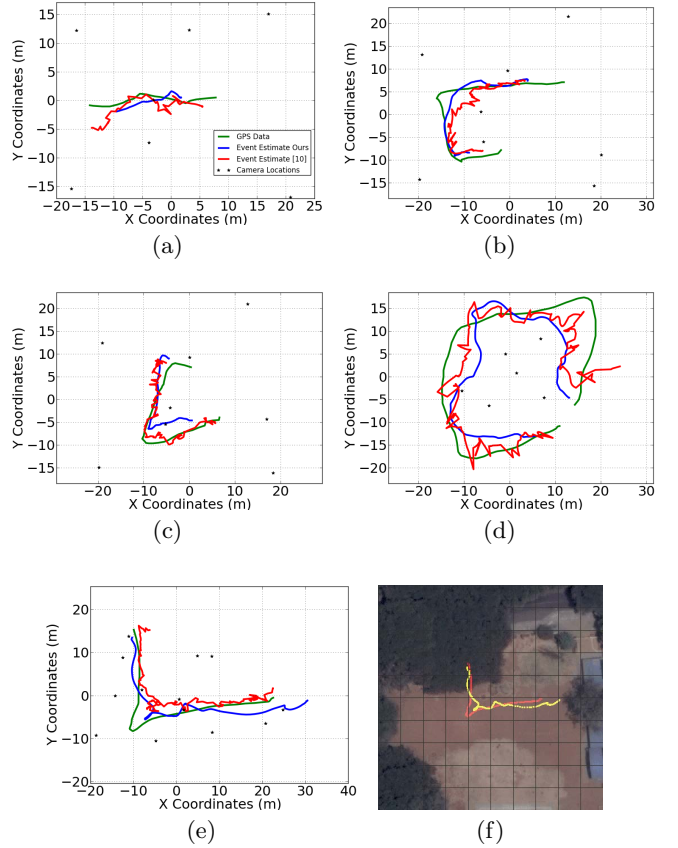 15
10
5
0
−5
−10
−15
Y Coordinates (m)
GPS Data
Event Estimate Ours
Event Estimate [10]
Camera Locations
−20 −15 −10 −5 0 5 10 15 20 25
X Coordinates (m)
(a)
20
15
10
5
0
−5
−10
−15
Y Coordinates (m)
−20 −10 0 10 20 30
X Coordinates (m)
(b)
20
15
10
5
0
−5
−10
−15
Y Coordinates (m)
−20 −10 0 10 20
X Coordinates (m)
(c)
15
10
5
0
−5
−10
−15
−20
Y Coordinates (m)
−20 −10 0 10 20 30
X Coordinates (m)
(d)
20
10
0
−10
−20
Y Coordinates (m)
−20 −10 0 10 20 30 40
X Coordinates (m)
(e)
(f)